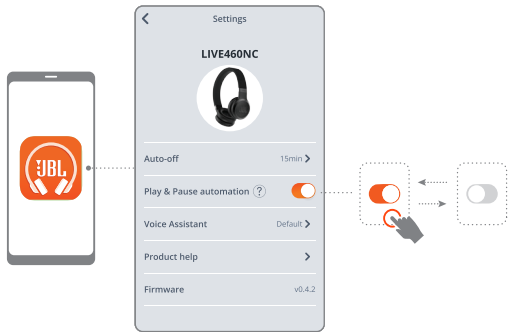 Settings
LIVE460NC
JBL
Auto-off 15min
Play & Pause automation ?
Voice Assistant Default
Product help
Firmware v0.4.2